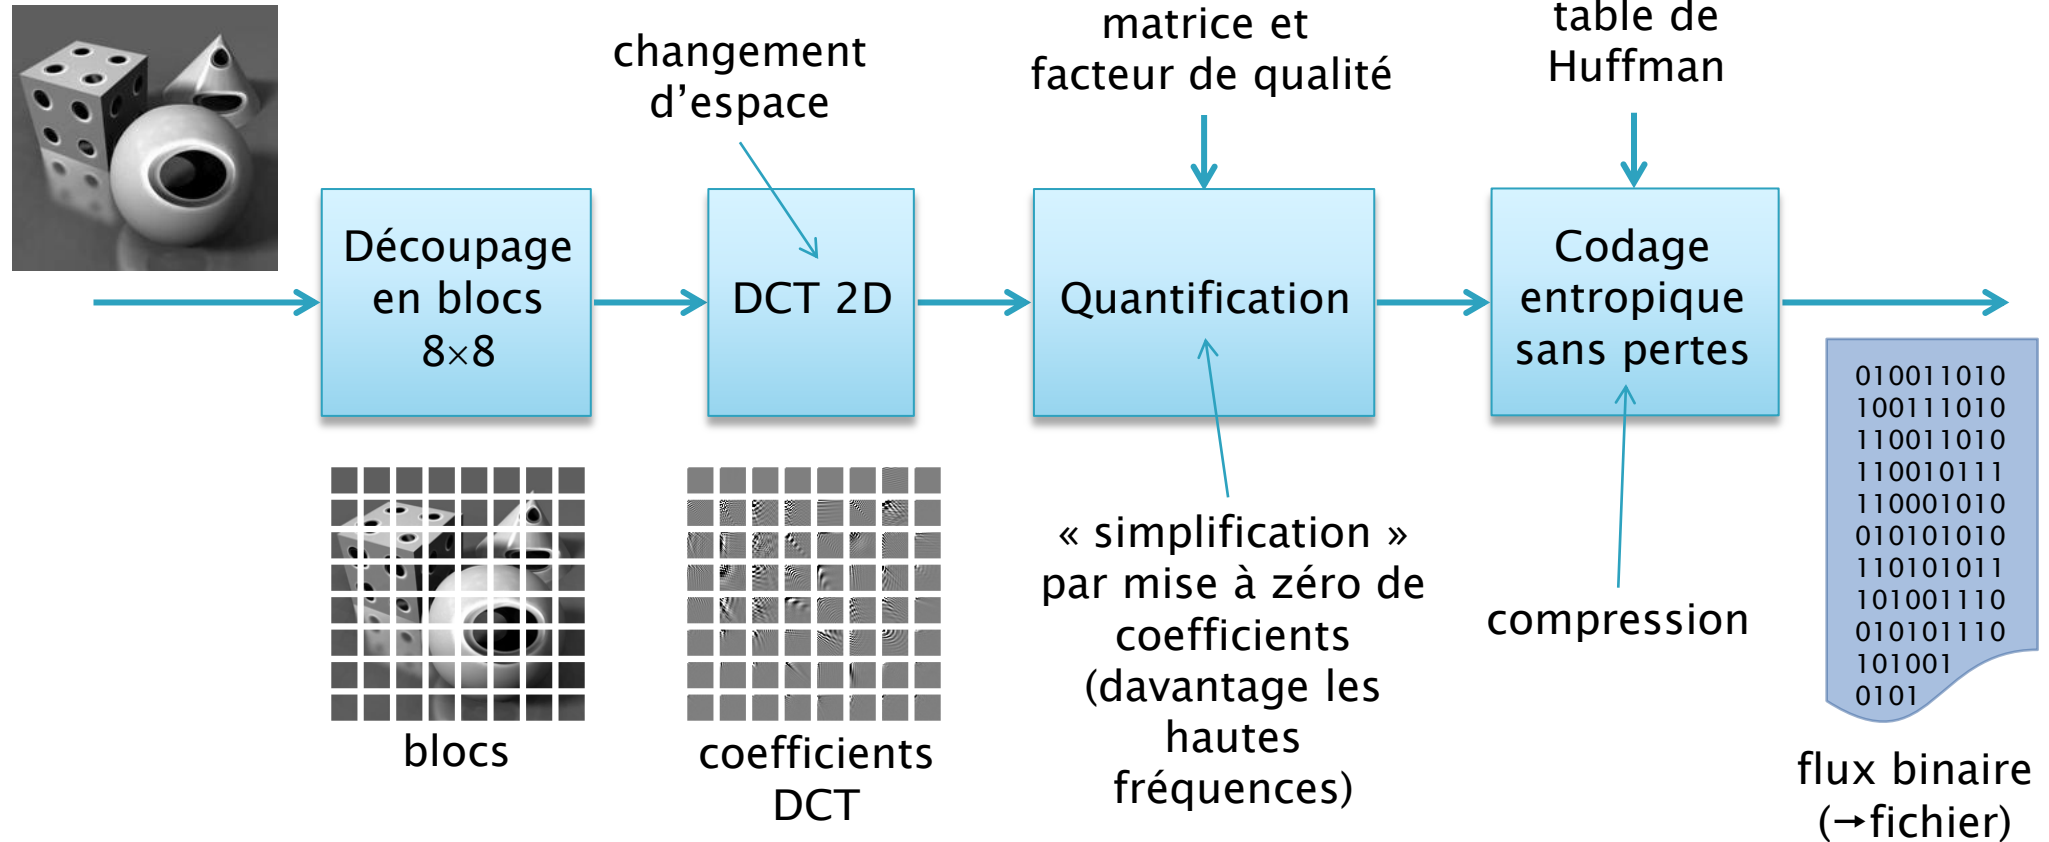 changement
d’espace
matrice et
facteur de qualité
table de
Huffman
Découpage
en blocs
8×8
DCT 2D
Quantification
Codage
entropique
sans pertes
blocs
coefficients
DCT
« simplification »
par mise à zéro de
coefficients
(davantage les
hautes
fréquences)
compression
010011010
100111010
110011010
110010111
110001010
010101010
110101011
101001110
010101110
101001
0101
flux binaire
(→fichier)